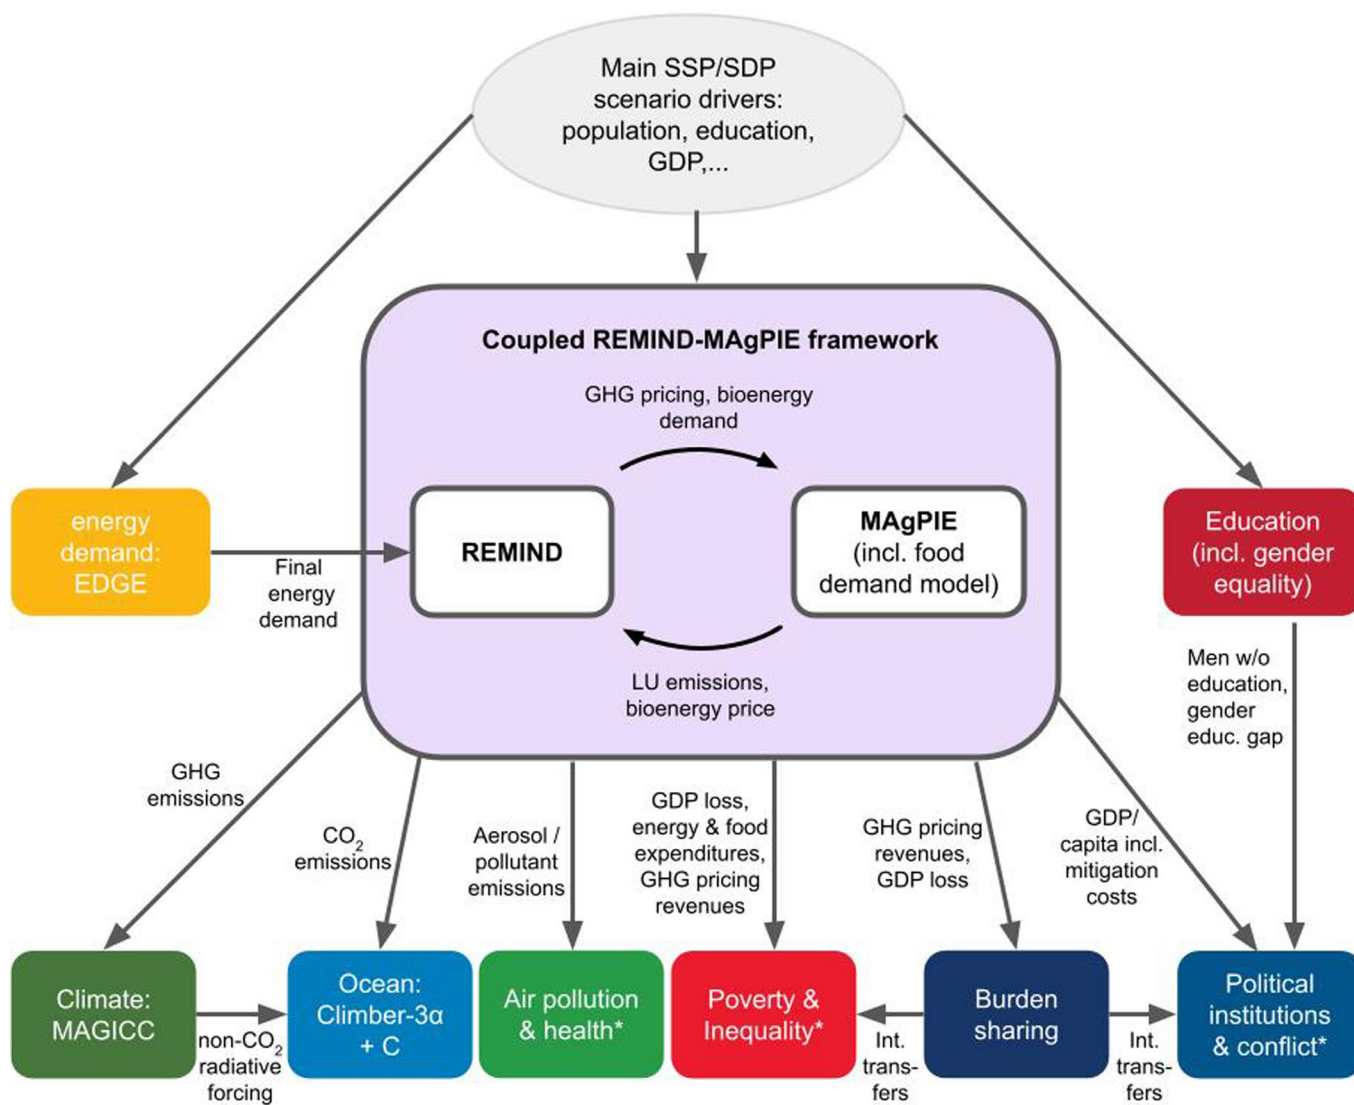 Main SSP/SDP
scenario drivers:
population, education,
GDP,...
Coupled REMIND-MAgPIE framework
GHG pricing, bioenergy
demand
energy
demand:
EDGE
Final
energy
demand
REMIND
MAgPIE
(incl. food
demand model)
Education
(incl. gender
equality)
LU emissions,
bioenergy price
Men w/o
education,
gender
educ. gap
GHG
emissions
CO₂
emissions
Aerosol /
pollutant
emissions
GDP loss,
energy & food
expenditures,
GHG pricing
revenues
GHG pricing
revenues,
GDP loss
GDP/
capita incl.
mitigation
costs
Climate:
MAGICC
non-CO₂
radiative
forcing
Ocean:
Climber-3α
+ C
Air pollution
& health*
Poverty &
Inequality*
Int.
trans-
fers
Burden
sharing
Int.
trans-
fers
Political
institutions
& conflict*